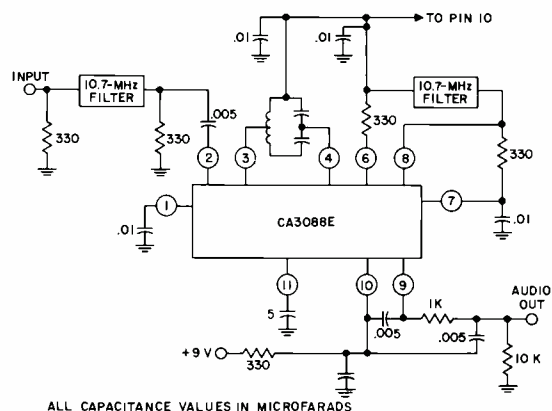 .01
.01
TO PIN 10
INPUT
10.7-MHz
FILTER
10.7-MHz
FILTER
.005
330
330
330
330
2
3
4
6
8
1
7
.01
CA3088E
.01
11
10
9
5
.005
1K
AUDIO
OUT
.005
+9 V
330
10 K
ALL CAPACITANCE VALUES IN MICROFARADS